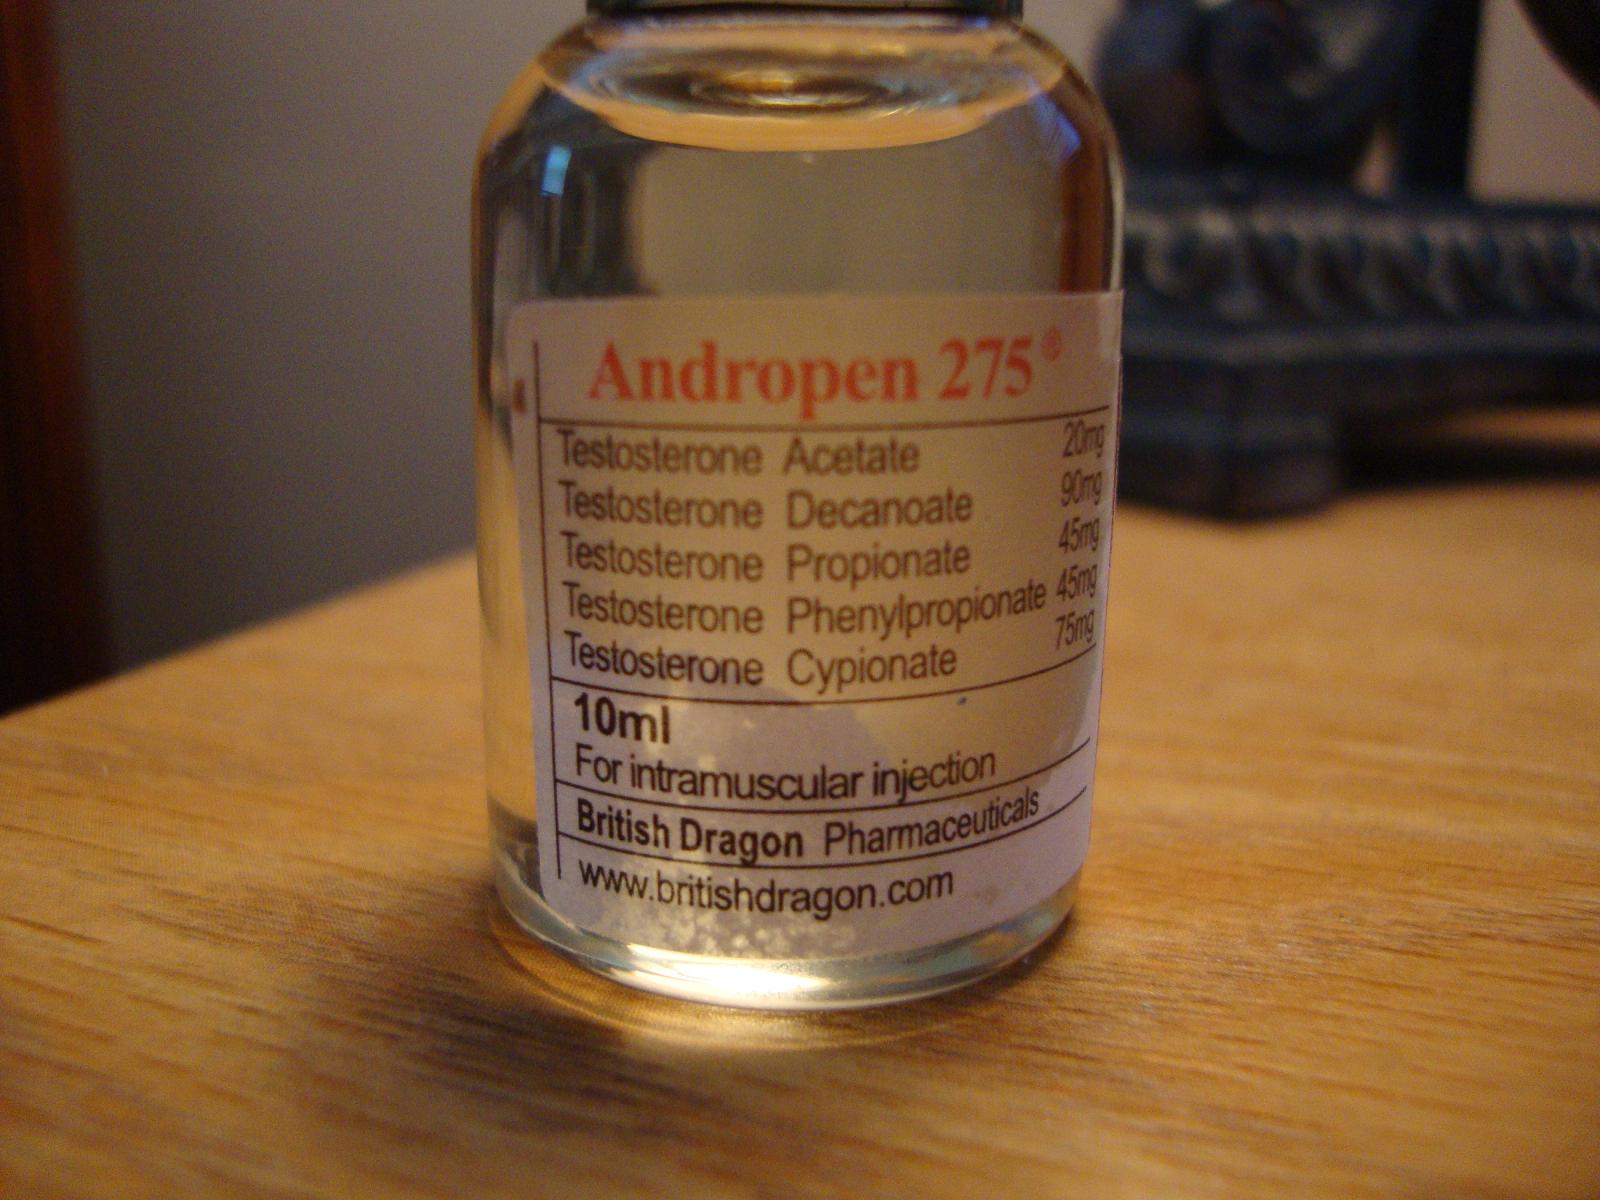 Andropen 275®
Testosterone Acetate 20mg
Testosterone Decanoate 90mg
Testosterone Propionate 45mg
Testosterone Phenylpropionate 45mg
Testosterone Cypionate 75mg
10ml
For intramuscular injection
British Dragon Pharmaceuticals
www.britishdragon.com